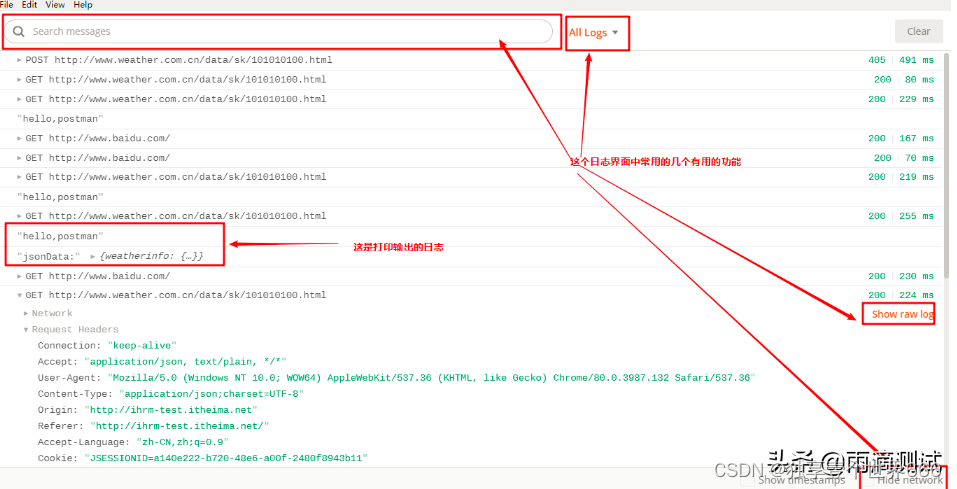 File Edit View Help
Search messages
All Logs
Clear
POST http://www.weather.com.cn/data/sk/101010100.html 405 491 ms
GET http://www.weather.com.cn/data/sk/101010100.html 200 80 ms
GET http://www.weather.com.cn/data/sk/101010100.html 200 229 ms
"hello,postman"
GET http://www.baidu.com/ 200 167 ms
GET http://www.baidu.com/ 200 70 ms
这个日志界面中常用的几个有用的功能
GET http://www.weather.com.cn/data/sk/101010100.html 200 219 ms
"hello,postman"
GET http://www.weather.com.cn/data/sk/101010100.html 200 255 ms
"hello,postman"
这是打印输出的日志
"jsonData:" {weatherinfo: {…}}
GET http://www.baidu.com/ 200 230 ms
GET http://www.weather.com.cn/data/sk/101010100.html 200 224 ms
Network
Show raw log
Request Headers
Connection: "keep-alive"
Accept: "application/json, text/plain, */*"
User-Agent: "Mozilla/5.0 (Windows NT 10.0; WOW64) AppleWebKit/537.36 (KHTML, like Gecko) Chrome/80.0.3987.132 Safari/537.36"
Content-Type: "application/json;charset=UTF-8"
Origin: "http://ihrm-test.itheima.net"
Referer: "http://ihrm-test.itheima.net/"
Accept-Language: "zh-CN,zh;q=0.9"
Cookie: "JSESSIONID=a140e222-b720-48e6-a00f-2480f8943b11"
头条 @雨滴测试
CSDN
Show timestamps
Hide network